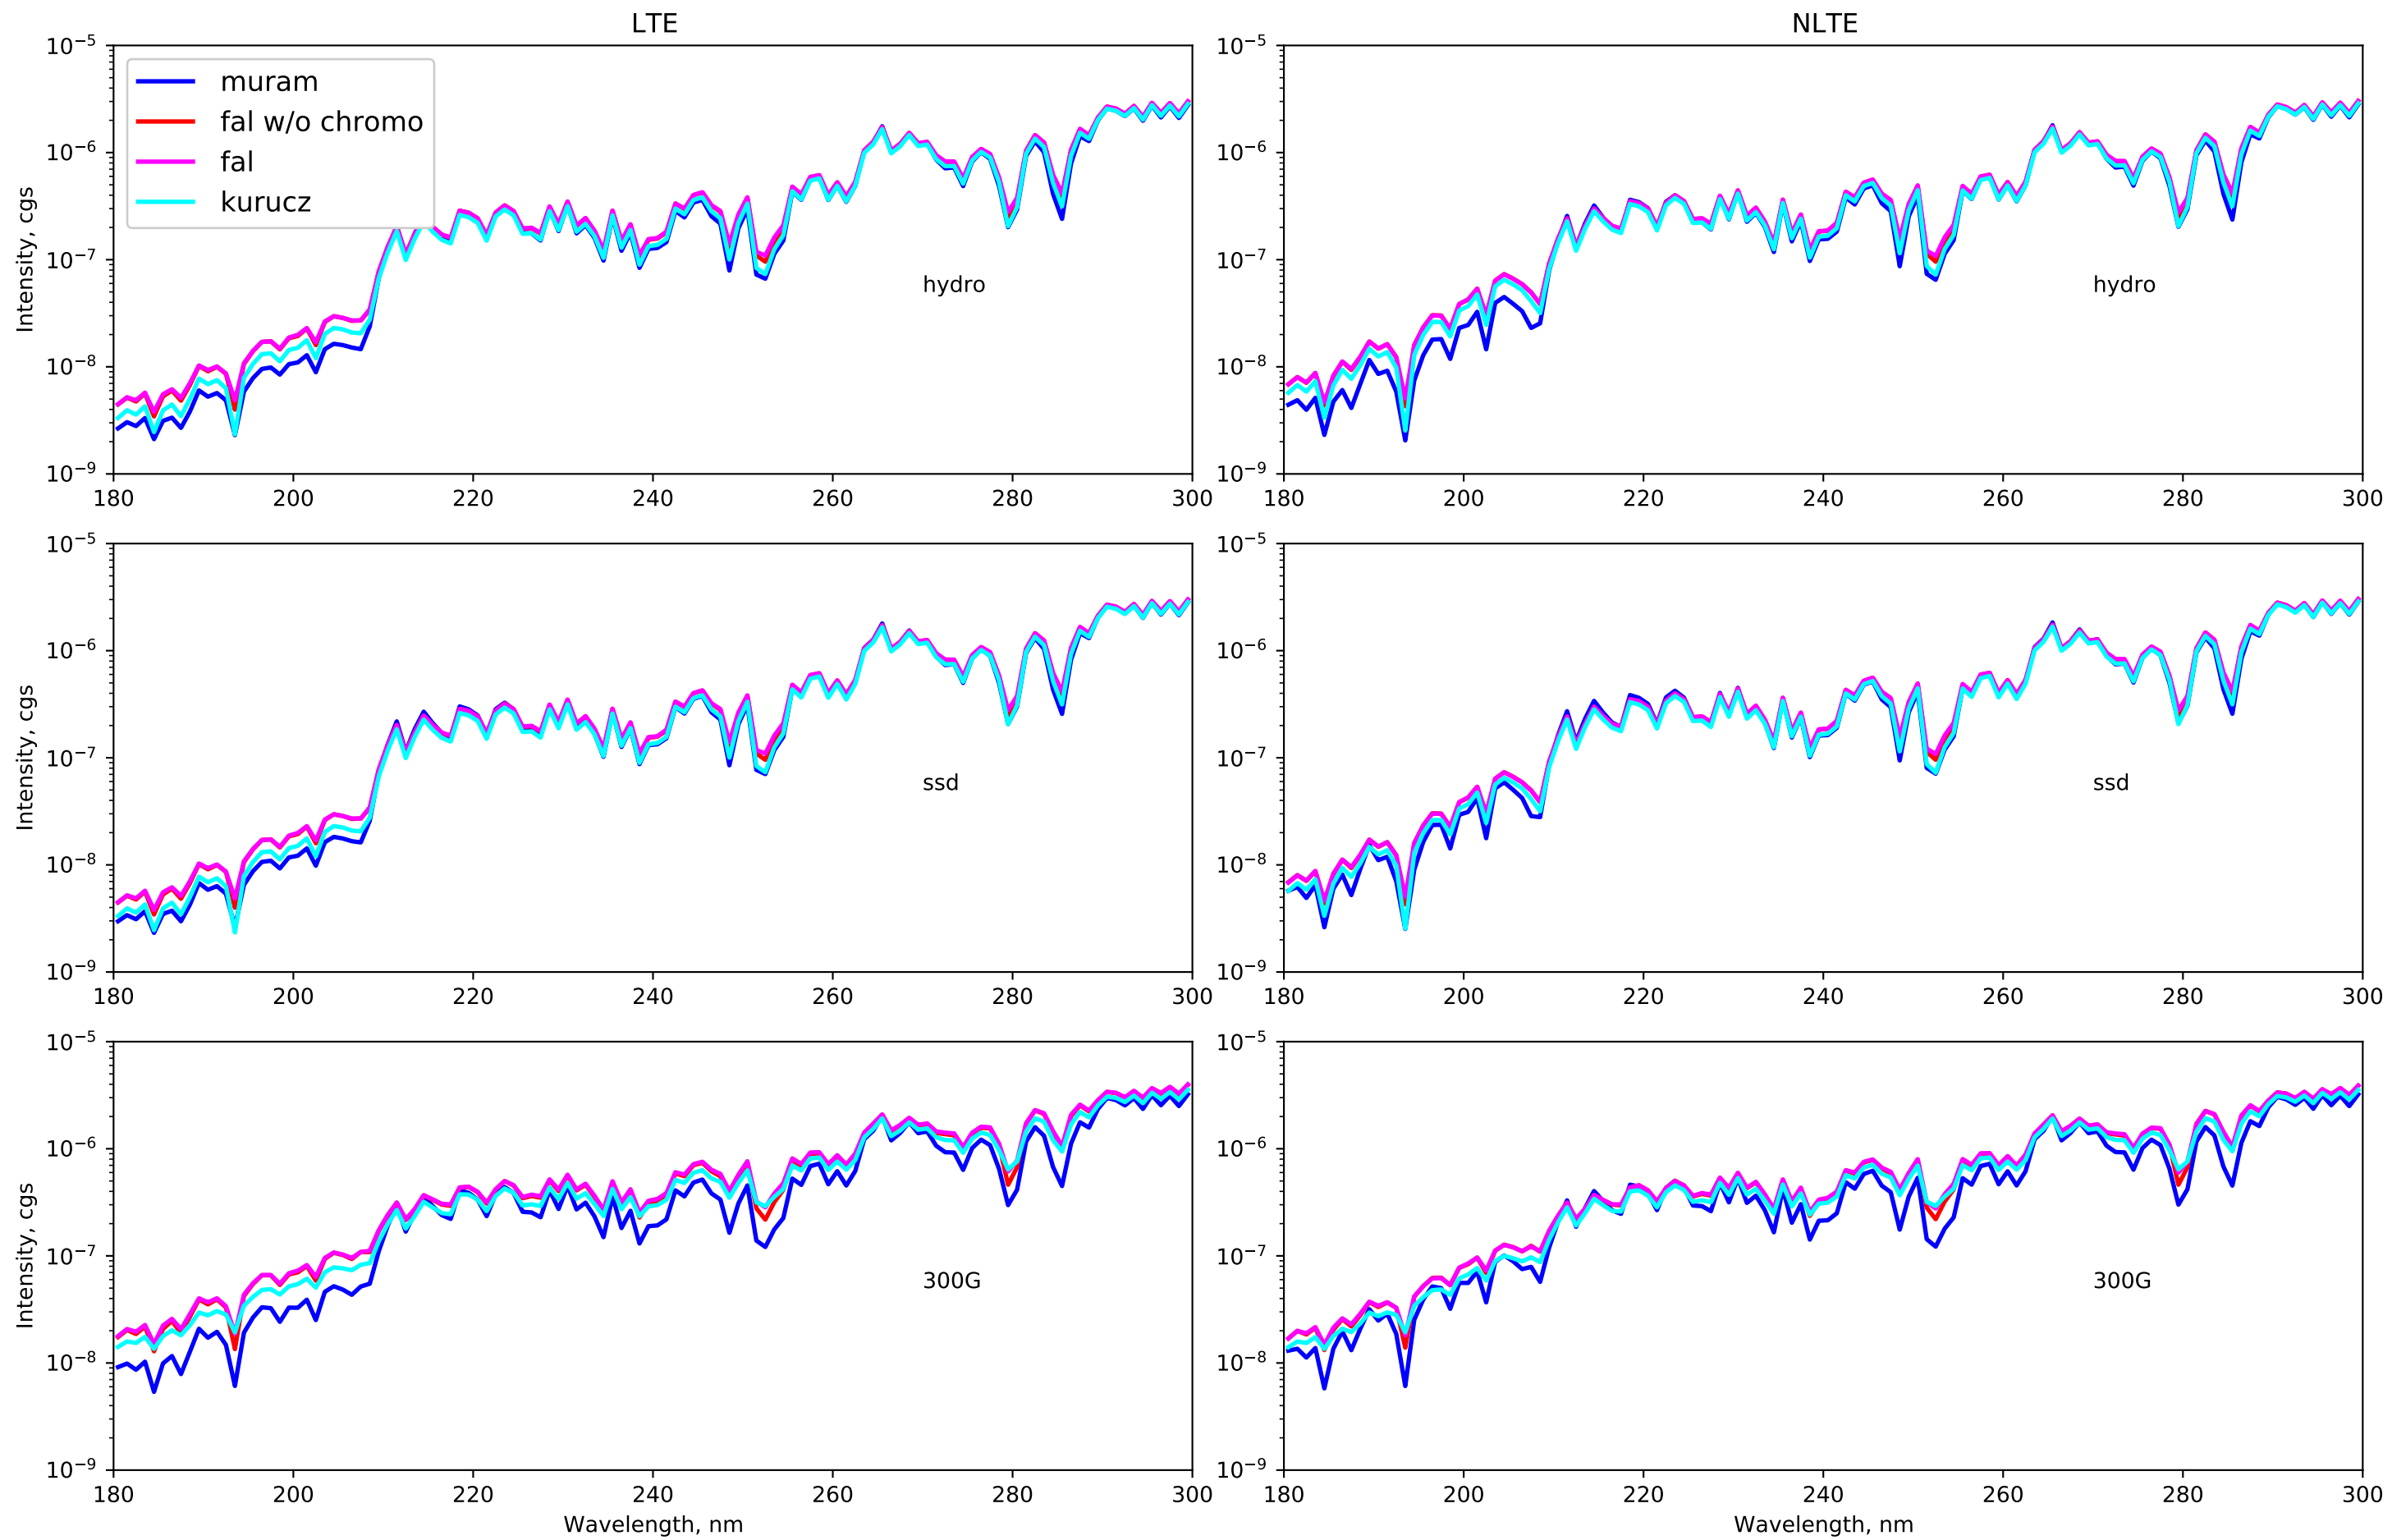 LTE
NLTE
10⁻⁵
10⁻⁶
10⁻⁷
10⁻⁸
10⁻⁹
Intensity, cgs
muram
fal w/o chromo
fal
kurucz
hydro
180 200 220 240 260 280 300
10⁻⁵
10⁻⁶
10⁻⁷
10⁻⁸
10⁻⁹
hydro
180 200 220 240 260 280 300
10⁻⁵
10⁻⁶
10⁻⁷
10⁻⁸
10⁻⁹
Intensity, cgs
ssd
180 200 220 240 260 280 300
10⁻⁵
10⁻⁶
10⁻⁷
10⁻⁸
10⁻⁹
ssd
180 200 220 240 260 280 300
10⁻⁵
10⁻⁶
10⁻⁷
10⁻⁸
10⁻⁹
Intensity, cgs
300G
180 200 220 240 260 280 300
Wavelength, nm
10⁻⁵
10⁻⁶
10⁻⁷
10⁻⁸
10⁻⁹
300G
180 200 220 240 260 280 300
Wavelength, nm